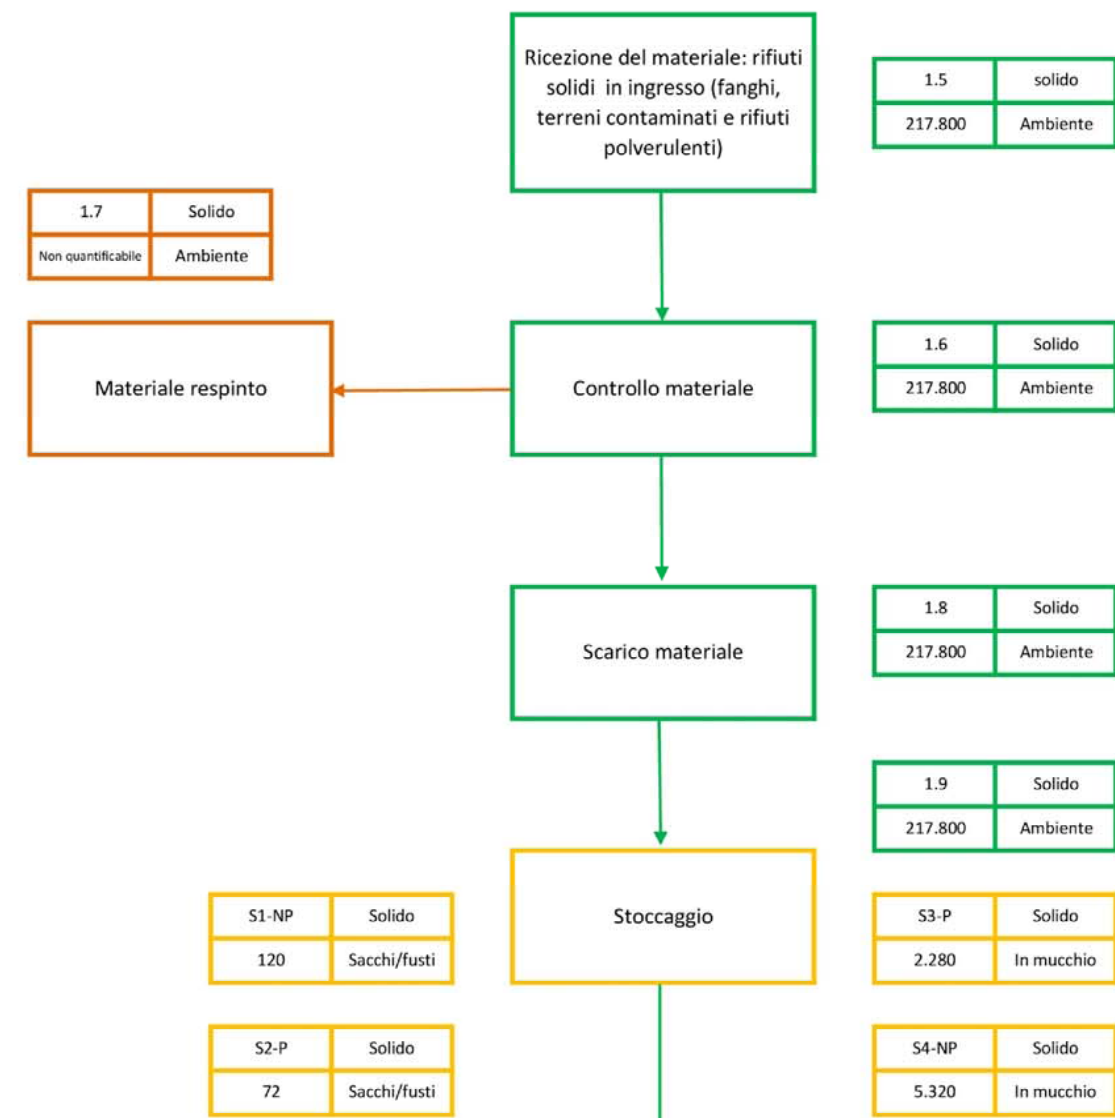 Ricezione del materiale: rifiuti
solidi in ingresso (fanghi,
terreni contaminati e rifiuti
polverulenti)
1.5 solido
217.800 Ambiente
1.7 Solido
Non quantificabile Ambiente
Materiale respinto
Controllo materiale
1.6 Solido
217.800 Ambiente
Scarico materiale
1.8 Solido
217.800 Ambiente
1.9 Solido
217.800 Ambiente
Stoccaggio
S1-NP Solido
120 Sacchi/fusti
S3-P Solido
2.280 In mucchio
S2-P Solido
72 Sacchi/fusti
S4-NP Solido
5.320 In mucchio